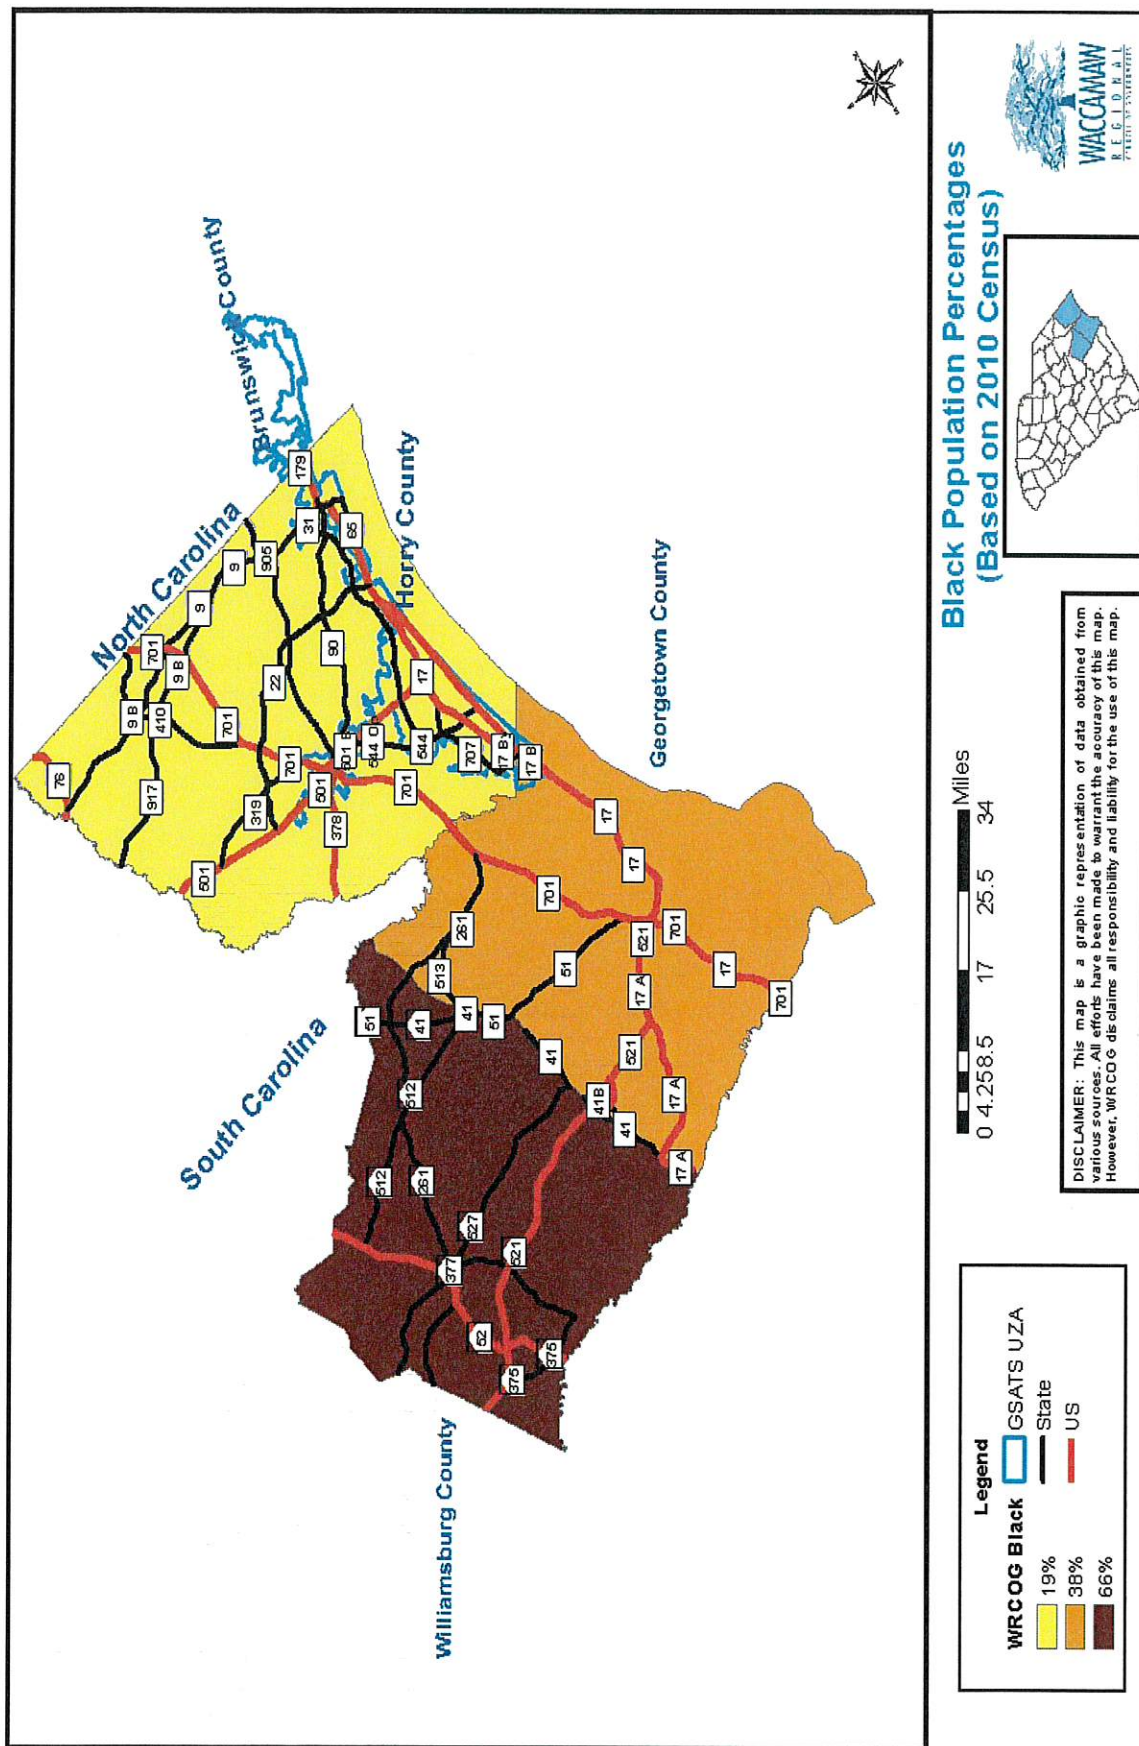 North Carolina
Brunswick County
South Carolina
Horry County
Georgetown County
Williamsburg County
76
917
9 B
410
701
9 B
9
9
905
701
22
31
179
90
65
319
701
501
501
378
501 B
544 O
544
17
707
17 B
17 B
701
261
513
51
41
41
51
512
51
701
17
17
521
701
17 A
17
701
41
521
41B
17 A
41
17 A
512
261
527
377
521
52
375
375
Black Population Percentages
(Based on 2010 Census)
WACCAMAW
REGIONAL
0 4.25 8.5 17 25.5 34
Miles
DISCLAIMER: This map is a graphic representation of data obtained from
various sources. All efforts have been made to warrant the accuracy of this map.
However, WRCOG disclaims all responsibility and liability for the use of this map.
Legend
WRCOG Black
19%
38%
66%
GSATS UZA
State
US